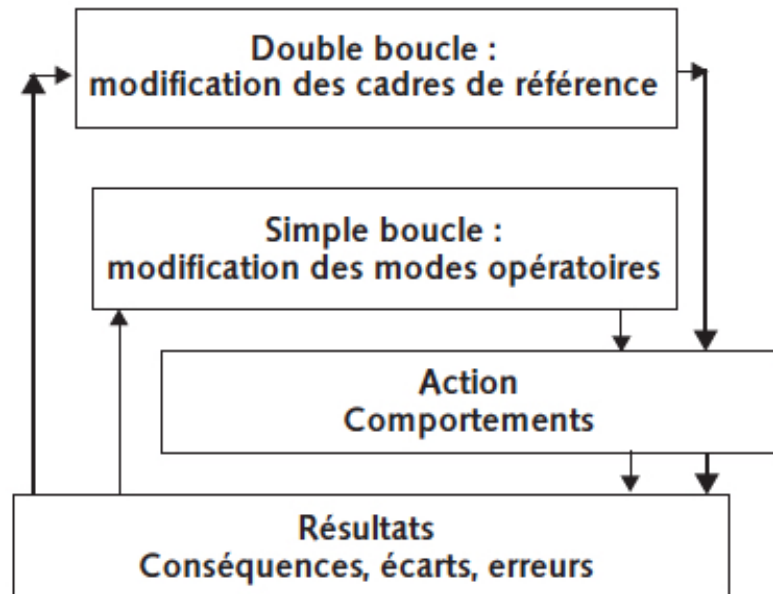 Double boucle :
modification des cadres de référence
Simple boucle :
modification des modes opératoires
Action
Comportements
Résultats
Conséquences, écarts, erreurs